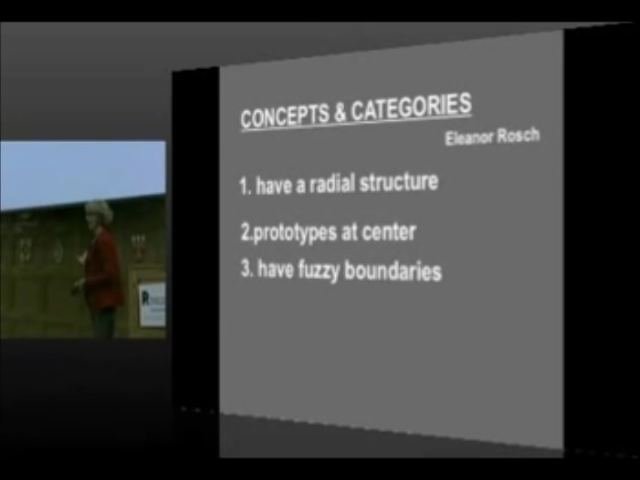 CONCEPTS & CATEGORIES
Eleanor Rosch
1. have a radial structure
2.prototypes at center
3. have fuzzy boundaries